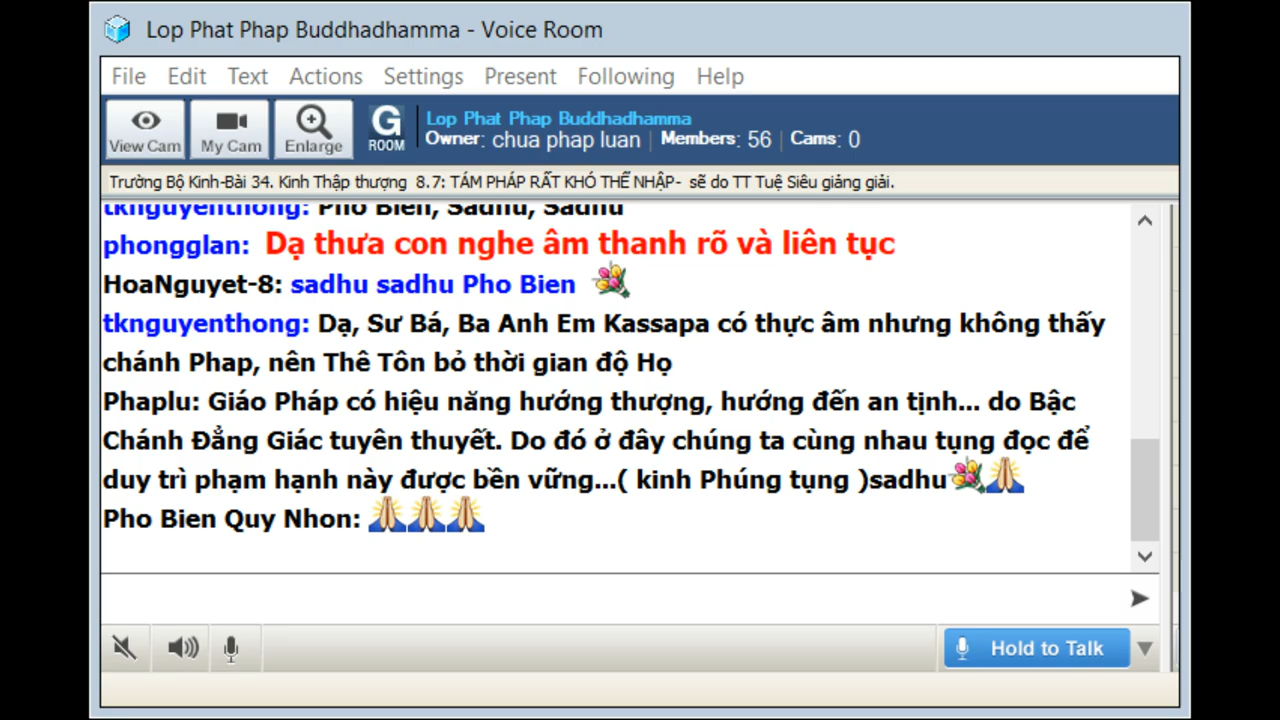 Lop Phat Phap Buddhadhamma - Voice Room
File Edit Text Actions Settings Present Following Help
View Cam My Cam Enlarge G ROOM
Lop Phat Phap Buddhadhamma
Owner: chua phap luan | Members: 56 | Cams: 0
Trường Bộ Kinh-Bài 34. Kinh Thập thượng 8.7: TÁM PHÁP RẤT KHÓ THỂ NHẬP- sẽ do TT Tuệ Siêu giảng giải.
tknguyenthong: Pho Bien, Sadhu, Sadhu
phongglan: Dạ thưa con nghe âm thanh rõ và liên tục
HoaNguyet-8: sadhu sadhu Pho Bien
tknguyenthong: Dạ, Sư Bá, Ba Anh Em Kassapa có thực âm nhưng không thấy
chánh Phap, nên Thê Tôn bỏ thời gian độ Họ
Phaplu: Giáo Pháp có hiệu năng hướng thượng, hướng đến an tịnh... do Bậc
Chánh Đẳng Giác tuyên thuyết. Do đó ở đây chúng ta cùng nhau tụng đọc để
duy trì phạm hạnh này được bền vững...( kinh Phúng tụng )sadhu
Pho Bien Quy Nhon:
Hold to Talk